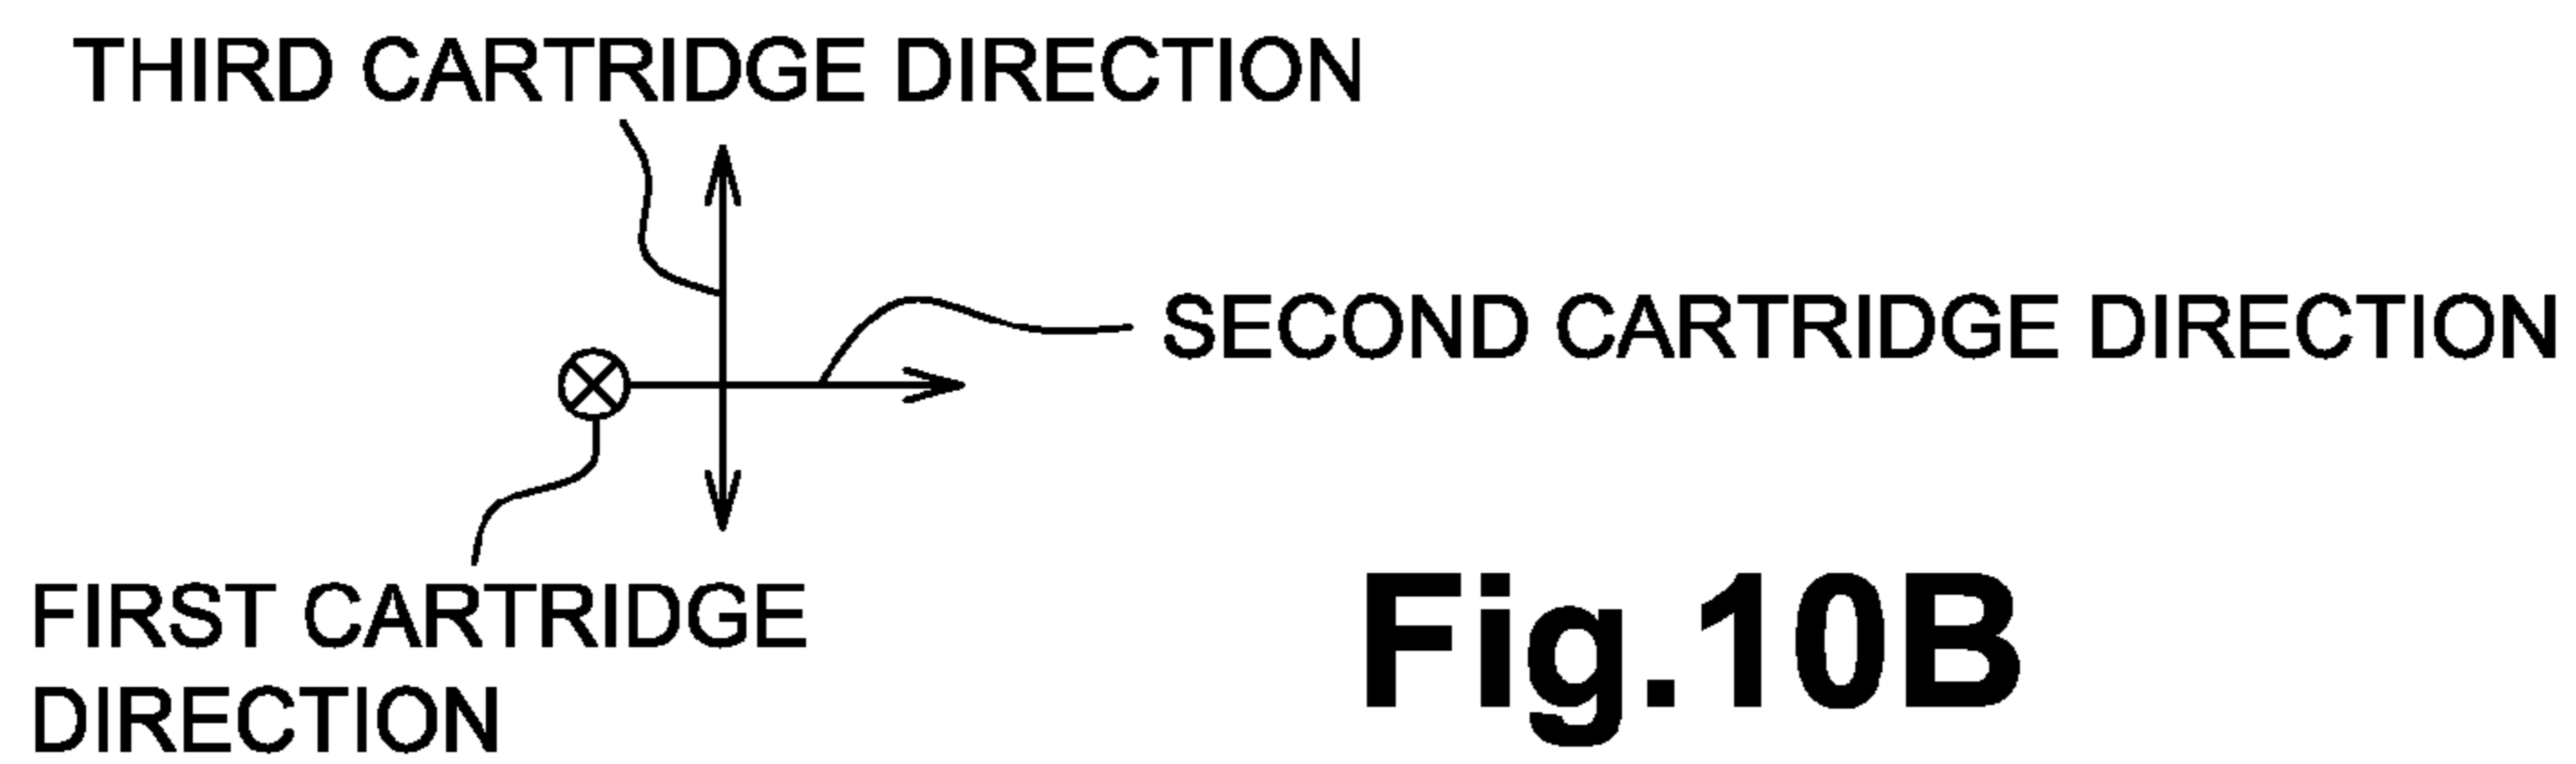 THIRD CARTRIDGE DIRECTION
SECOND CARTRIDGE DIRECTION
FIRST CARTRIDGE
DIRECTION
Fig.10B